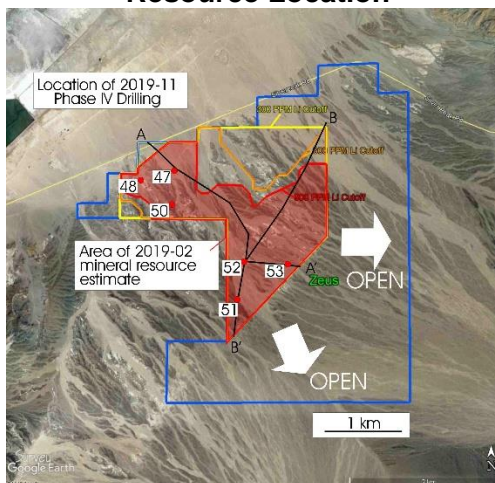 Resource Location
Location of 2019-11
Phase IV Drilling
A
B
300 PPM Li Cutoff
600 PPM Li Cutoff
900 PPM Li Cutoff
47
48
50
Area of 2019-02
mineral resource
estimate
52
53
A'
Zeus
OPEN
51
B'
OPEN
1 km
Google Earth
N